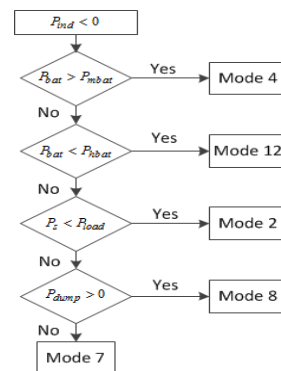 P_ind < 0
P_bat > P_mbat
Yes
Mode 4
No
P_bat < P_hbat
Yes
Mode 12
No
P_s < P_load
Yes
Mode 2
No
P_dump > 0
Yes
Mode 8
No
Mode 7